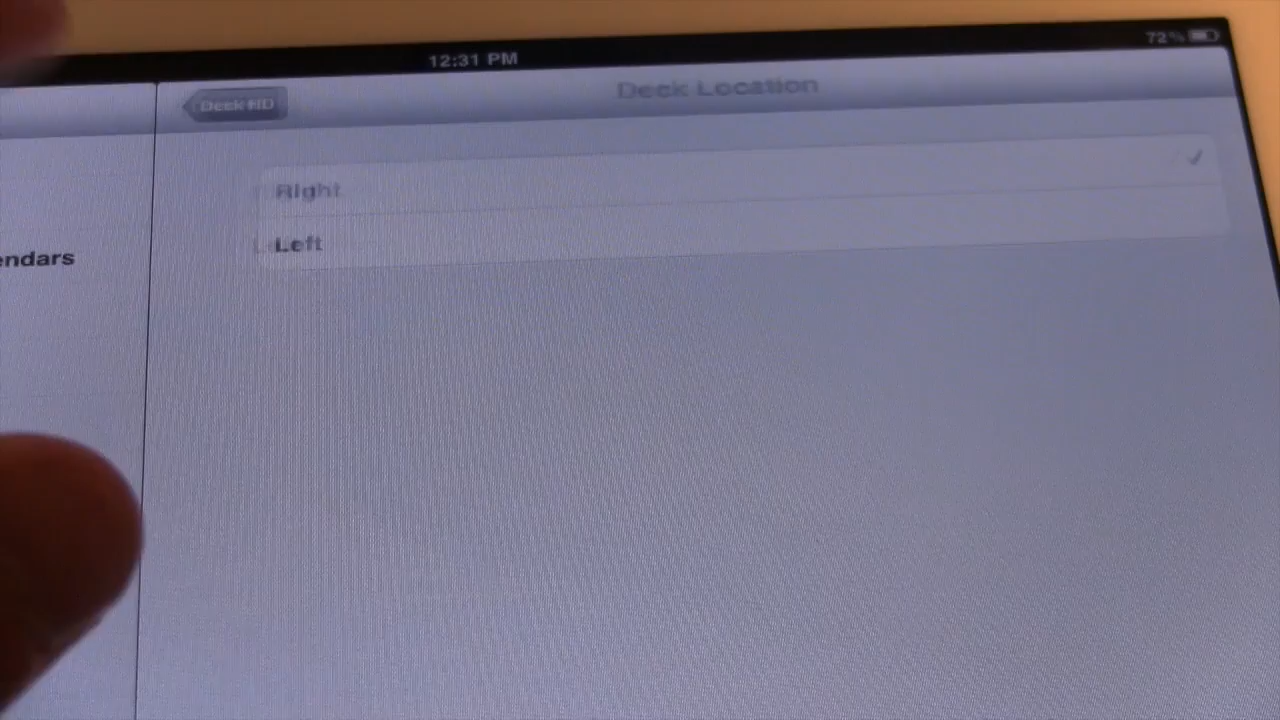 12:31 PM
72%
Deck HD
Deck Location
Right
Left
endars